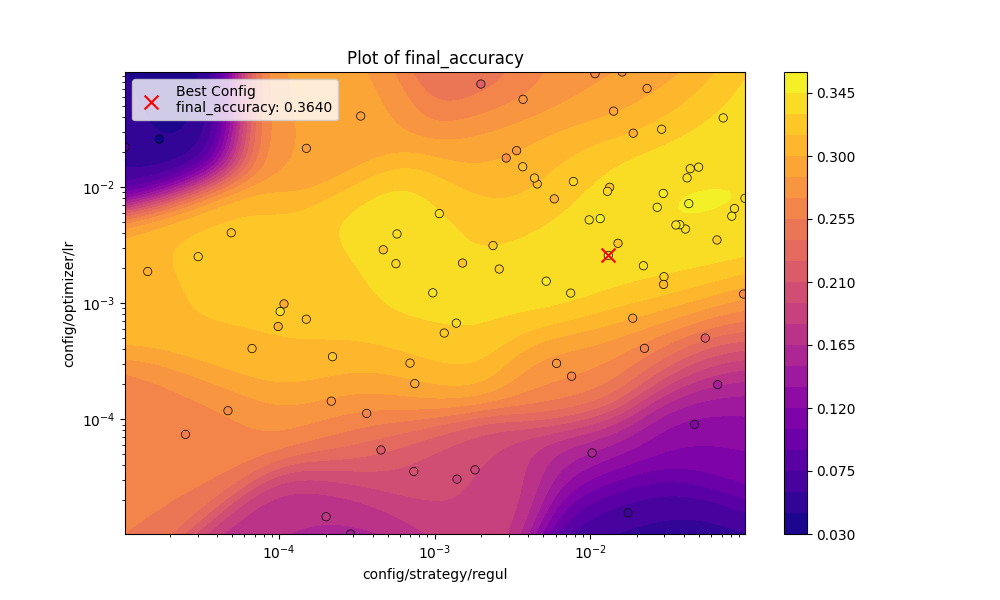 Plot of final_accuracy
Best Config
final_accuracy: 0.3640
config/optimizer/lr
10⁻²
10⁻³
10⁻⁴
10⁻⁴
10⁻³
10⁻²
config/strategy/regul
0.345
0.300
0.255
0.210
0.165
0.120
0.075
0.030